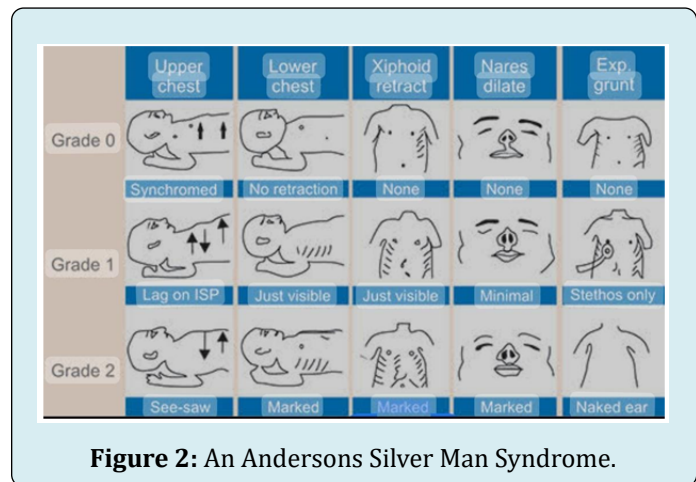 Upper chest
Lower chest
Xiphoid retract
Nares dilate
Exp. grunt
Grade 0
Synchromed
No retraction
None
None
None
Grade 1
Lag on ISP
Just visible
Just visible
Minimal
Stethos only
Grade 2
See-saw
Marked
Marked
Marked
Naked ear
Figure 2: An Andersons Silver Man Syndrome.